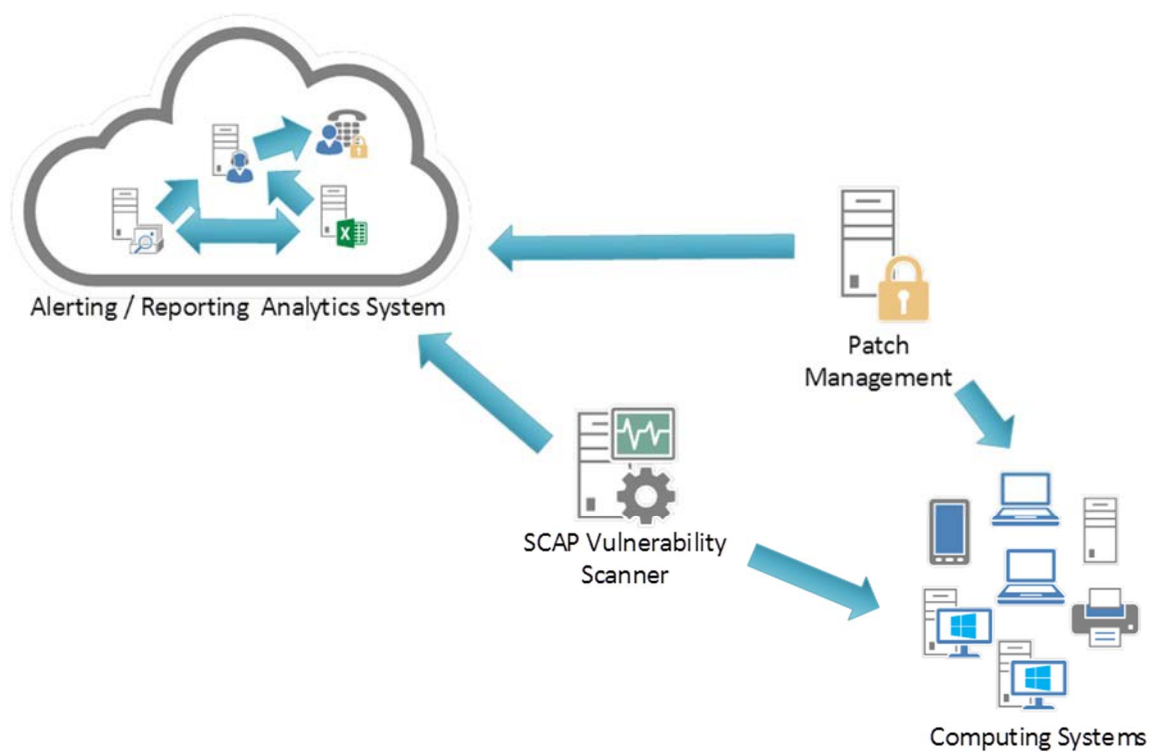 Alerting / Reporting Analytics System
Patch
Management
SCAP Vulnerability
Scanner
Computing Systems